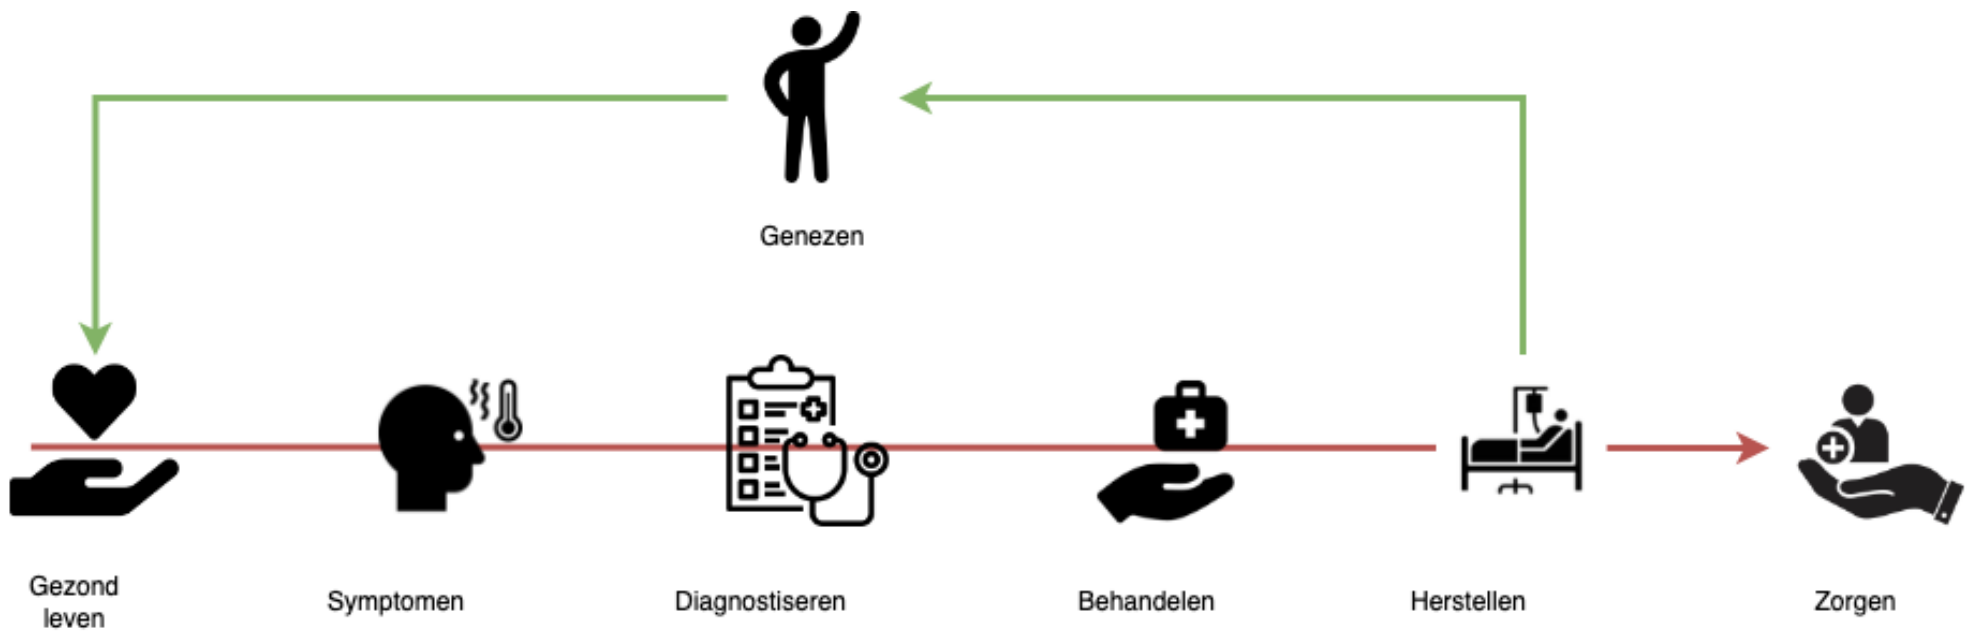 Genezen
Gezond
leven
Symptomen
Diagnostiseren
Behandelen
Herstellen
Zorgen